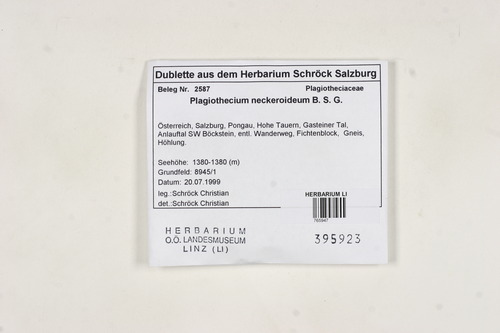 Dublette aus dem Herbarium Schröck Salzburg
Beleg Nr. 2587 Plagiotheciaceae
Plagiothecium neckeroideum B. S. G.
Österreich, Salzburg, Pongau, Hohe Tauern, Gasteiner Tal,
Anlauftal SW Böckstein, entl. Wanderweg, Fichtenblock, Gneis,
Höhlung.
Seehöhe: 1380-1380 (m)
Grundfeld: 8945/1
Datum: 20.07.1999
leg.:Schröck Christian
det.:Schröck Christian
HERBARIUM LI
765947
HERBARIUM
O.Ö. LANDESMUSEUM
LINZ (LI)
395923